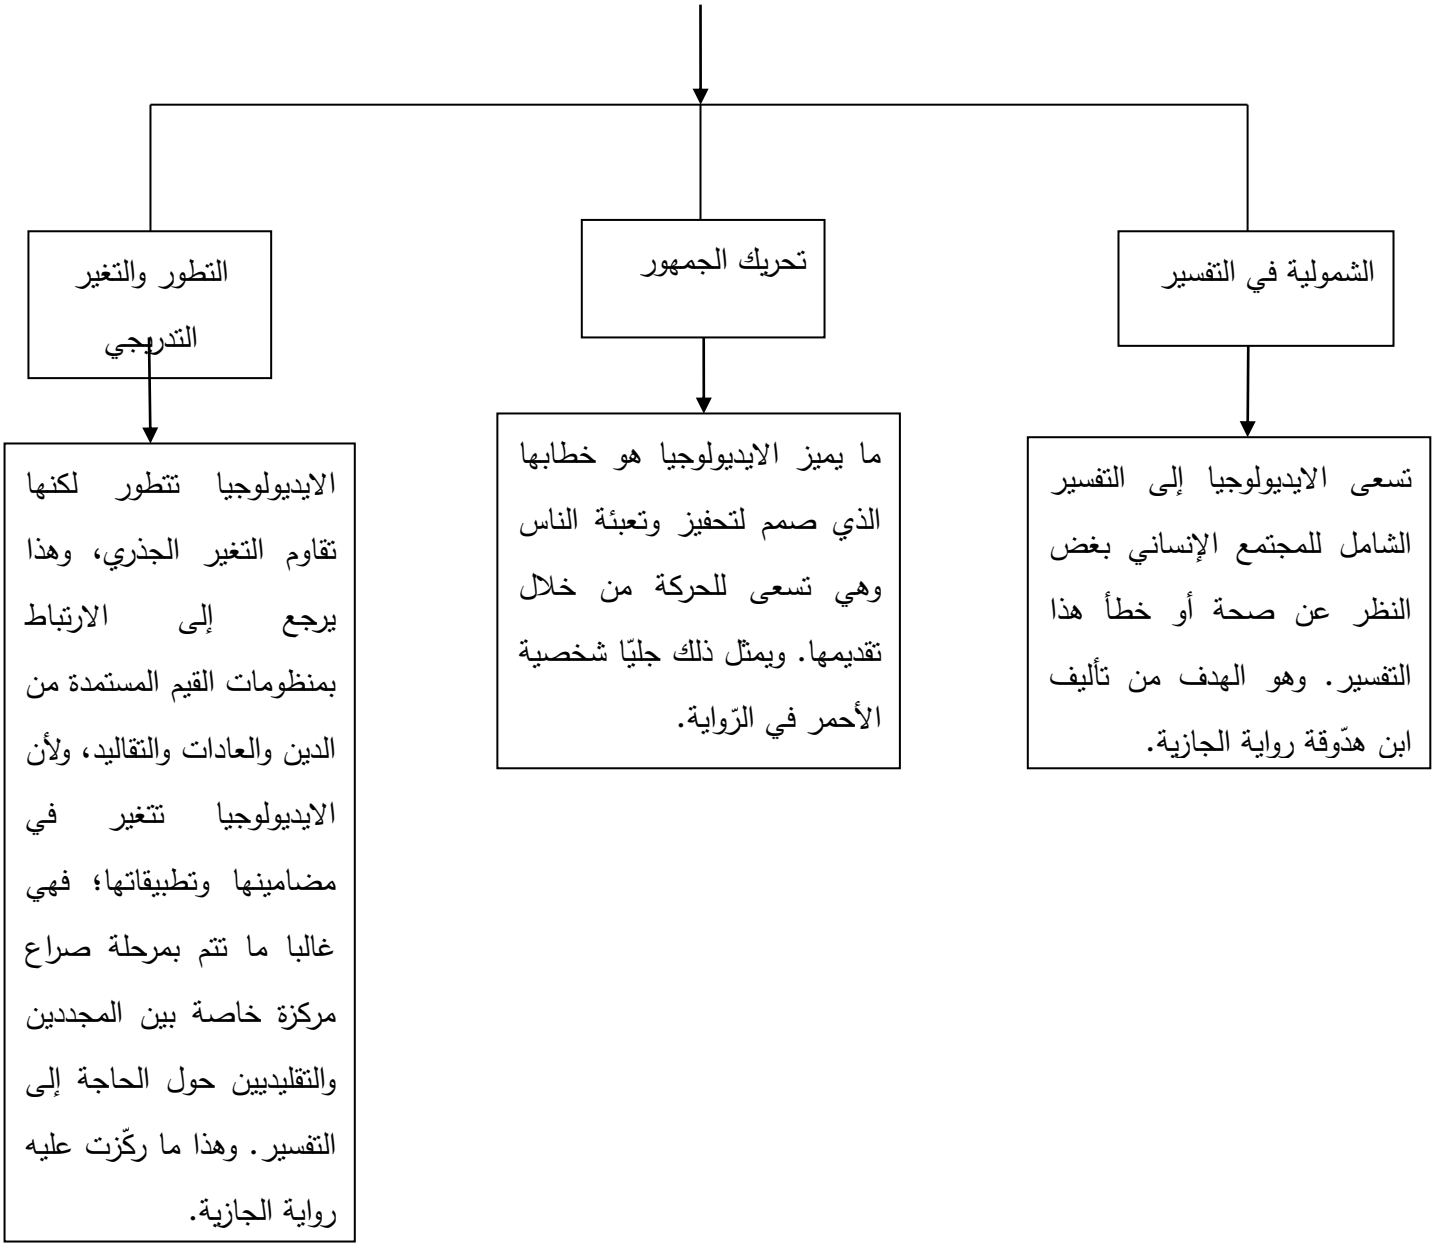 الشمولية في التفسير
تحريك الجمهور
التطور والتغير
التدريجي
تسعى الايديولوجيا إلى التفسير
الشامل للمجتمع الإنساني بغض
النظر عن صحة أو خطأ هذا
التفسير. وهو الهدف من تأليف
ابن هدّوقة رواية الجازية.
ما يميز الايديولوجيا هو خطابها
الذي صمم لتحفيز وتعبئة الناس
وهي تسعى للحركة من خلال
تقديمها. ويمثل ذلك جليّا شخصية
الأحمر في الرّواية.
الايديولوجيا تتطور لكنها
تقاوم التغير الجذري، وهذا
يرجع إلى الارتباط
بمنظومات القيم المستمدة من
الدين والعادات والتقاليد، ولأن
الايديولوجيا تتغير في
مضامينها وتطبيقاتها؛ فهي
غالبا ما تتم بمرحلة صراع
مركزة خاصة بين المجددين
والتقليديين حول الحاجة إلى
التفسير. وهذا ما ركّزت عليه
رواية الجازية.